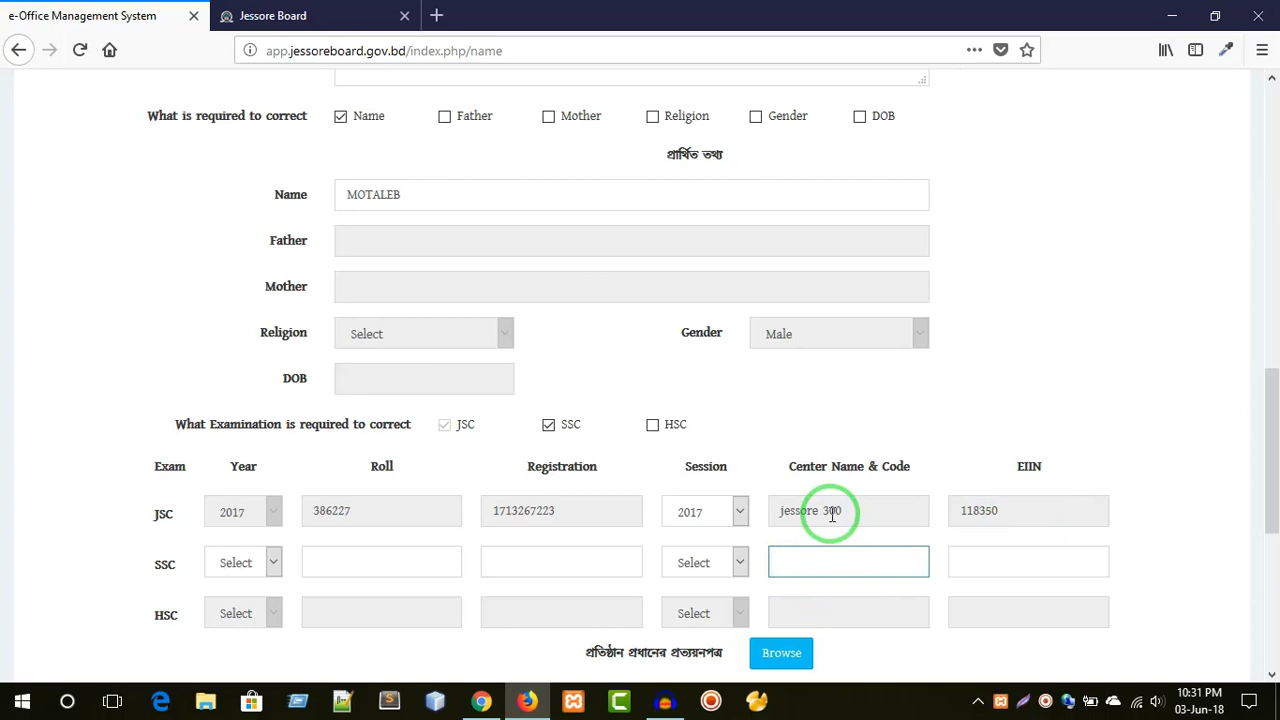 e-Office Management System
Jessore Board
app.jessoreboard.gov.bd/index.php/name
What is required to correct Name Father Mother Religion Gender DOB
প্রার্থিত তথ্য
Name MOTALEB
Father
Mother
Religion Select Gender Male
DOB
What Examination is required to correct JSC SSC HSC
Exam Year Roll Registration Session Center Name & Code EIIN
JSC 2017 386227 1713267223 2017 jessore 300 118350
SSC Select Select
HSC Select Select
প্রতিষ্ঠান প্রধানের প্রত্যয়নপত্র Browse
10:31 PM
03-Jun-18